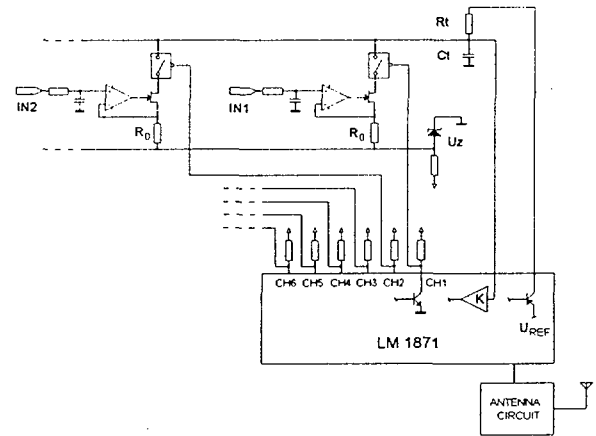 Rt
Ct
IN2
IN1
R0
R0
Uz
CH6 CH5 CH4 CH3 CH2 CH1
K
UREF
LM 1871
ANTENNA
CIRCUIT